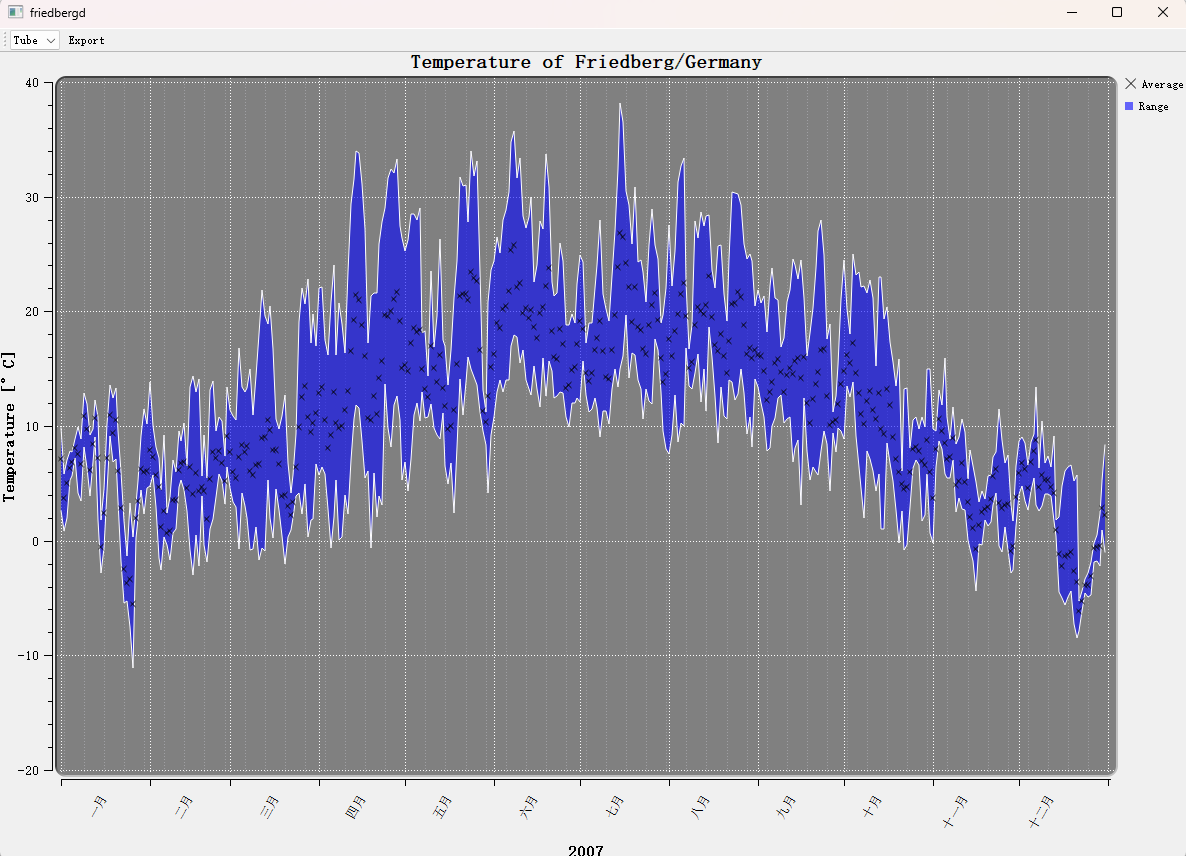 friedbergd
Tube Export
Temperature of Friedberg/Germany
Average
Range
40
30
20
10
0
-10
-20
Temperature [° C]
一月 二月 三月 四月 五月 六月 七月 八月 九月 十月 十一月 十二月
2007